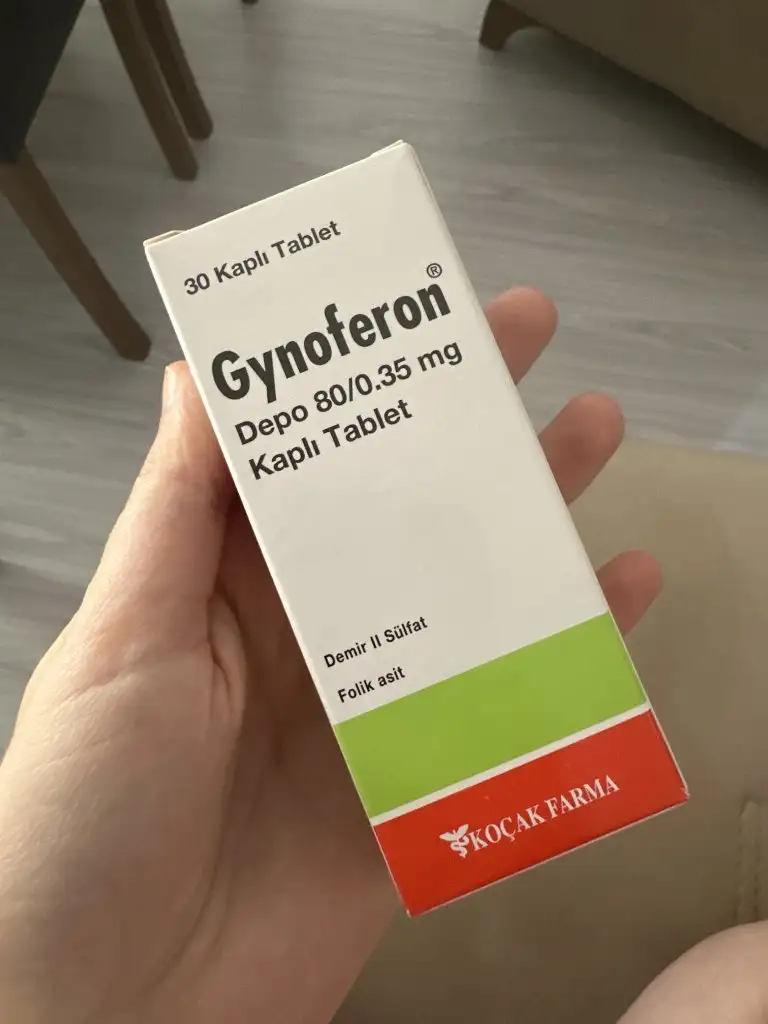 30 Kaplı Tablet
Gynoferon®
Depo 80/0.35 mg
Kaplı Tablet
Demir II Sülfat
Folik asit
KOÇAK FARMA